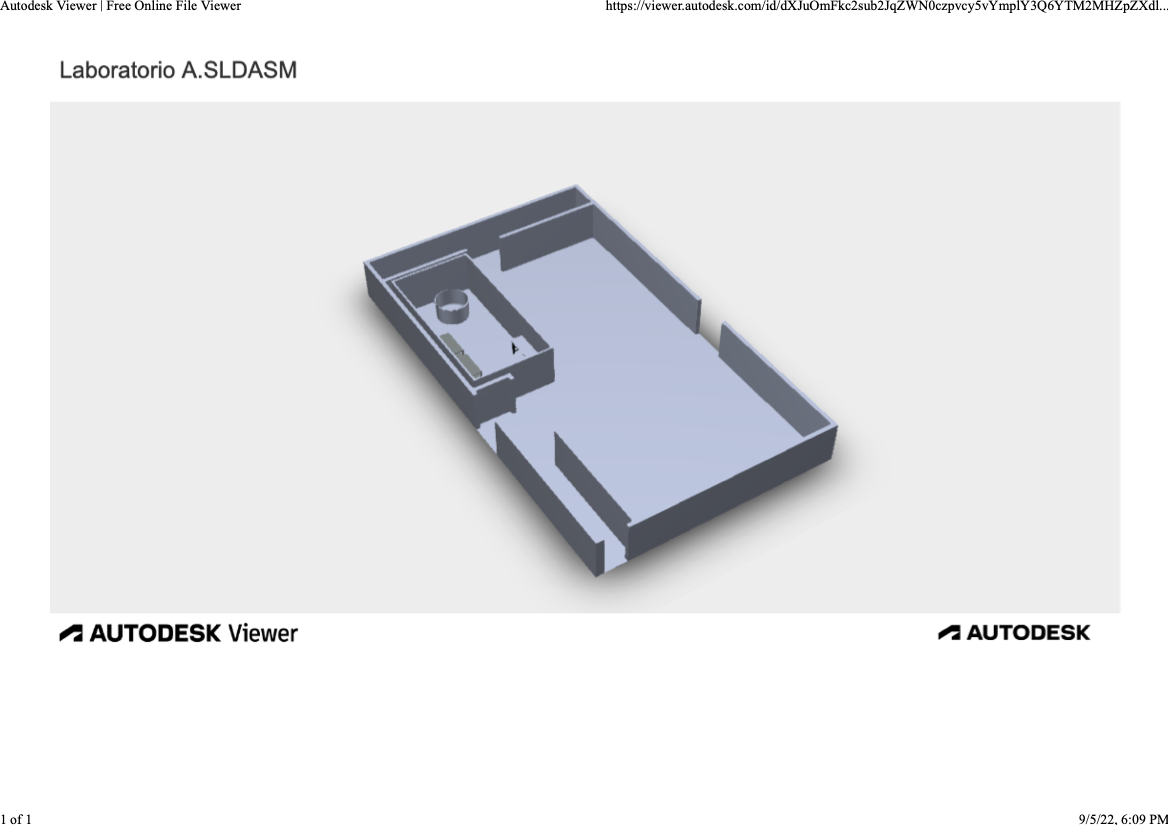 Autodesk Viewer | Free Online File Viewer
https://viewer.autodesk.com/id/dXJuOmFkc2sub2JqZWN0czpvcy5vYmplY3Q6YTM2MHZpZXdl...
Laboratorio A.SLDASM
AUTODESK Viewer
AUTODESK
1 of 1
9/5/22, 6:09 PM